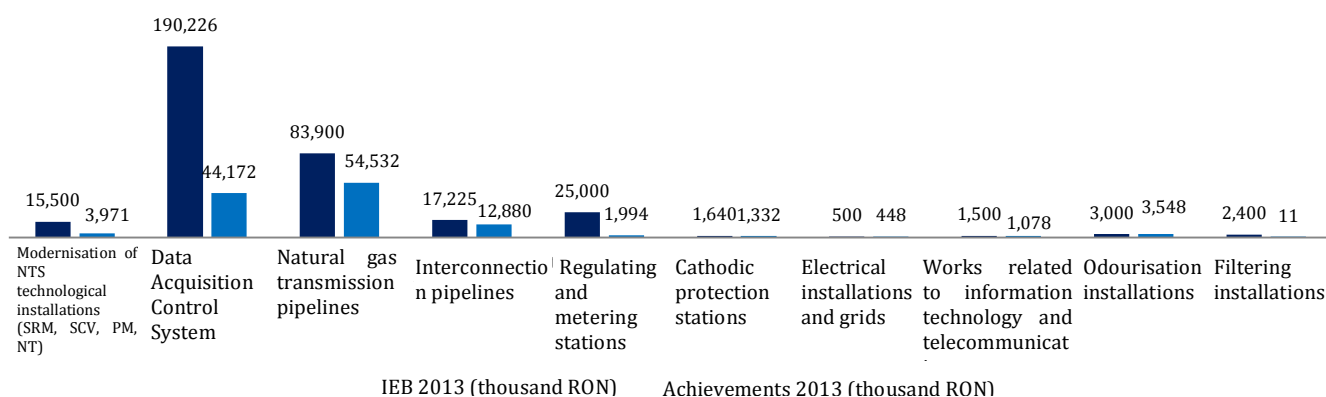 190,226
44,172
83,900
54,532
15,500
3,971
17,225
12,880
25,000
1,994
1,640
1,332
500
448
1,500
1,078
3,000
3,548
2,400
11
Modernisation of
NTS
technological
installations
(SRM, SCV, PM,
NT)
Data
Acquisition
Control
System
Natural gas
transmission
pipelines
Interconnectio
n pipelines
Regulating
and
metering
stations
Cathodic
protection
stations
Electrical
installations
and grids
Works related
to information
technology and
telecommunicat
Odourisation
installations
Filtering
installations
IEB 2013 (thousand RON)
Achievements 2013 (thousand RON)